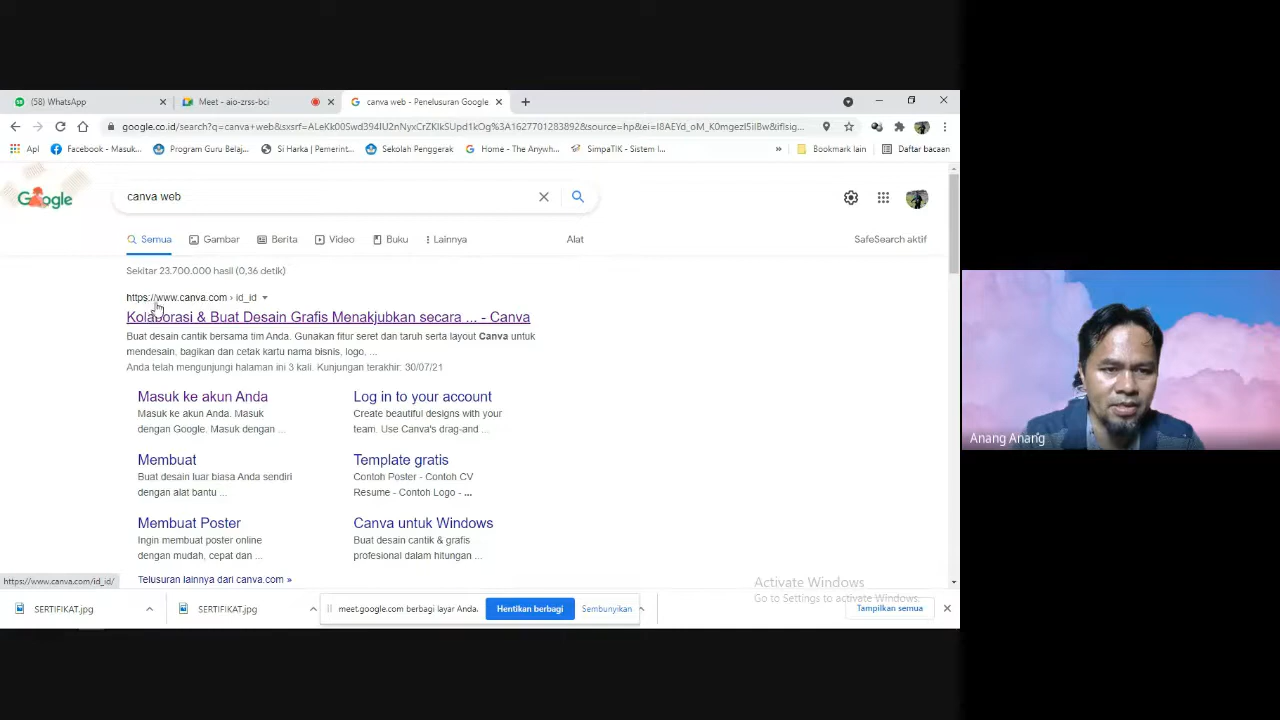 (58) WhatsApp
Meet - aio-zrss-bci
canva web - Penelusuran Google
Apl
Facebook - Masuk...
Program Guru Belaj...
Si Harka | Pemerint...
Sekolah Penggerak
Home - The Anywh...
SimpaTIK - Sistem I...
»
Bookmark lain
Daftar bacaan
Google
canva web
Semua
Gambar
Berita
Video
Buku
Lainnya
Alat
SafeSearch aktif
Sekitar 23.700.000 hasil (0,36 detik)
https://www.canva.com › id_id
Kolaborasi & Buat Desain Grafis Menakjubkan secara ... - Canva
Buat desain cantik bersama tim Anda. Gunakan fitur seret dan taruh serta layout Canva untuk
mendesain, bagikan dan cetak kartu nama bisnis, logo, ...
Anda telah mengunjungi halaman ini 3 kali. Kunjungan terakhir: 30/07/21
Masuk ke akun Anda
Masuk ke akun Anda. Masuk
dengan Google. Masuk dengan ...
Log in to your account
Create beautiful designs with your
team. Use Canva's drag-and ...
Membuat
Buat desain luar biasa Anda sendiri
dengan alat bantu ...
Template gratis
Contoh Poster - Contoh CV
Resume - Contoh Logo - ...
Membuat Poster
Ingin membuat poster online
dengan mudah, cepat dan ...
Canva untuk Windows
Buat desain cantik & grafis
profesional dalam hitungan ...
Telusuran lainnya dari canva.com »
https://www.canva.com/id_id/
Activate Windows
Go to Settings to activate Windows.
SERTIFIKAT.jpg
SERTIFIKAT.jpg
meet.google.com berbagi layar Anda.
Hentikan berbagi
Sembunyikan
Tampilkan semua
Anang Anang